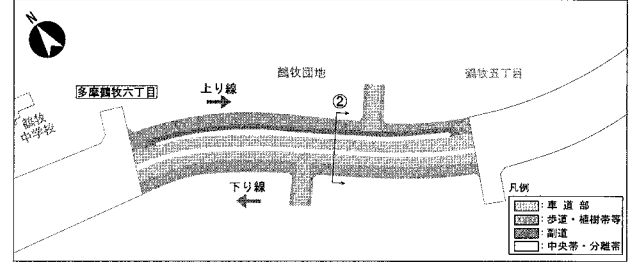 N
鶴牧団地
鶴牧五丁目
多摩鶴牧六丁目
上り線
②
鶴牧
中学校
下り線
凡例
:車道部
:歩道・植樹帯等
:副道
:中央帯・分離帯